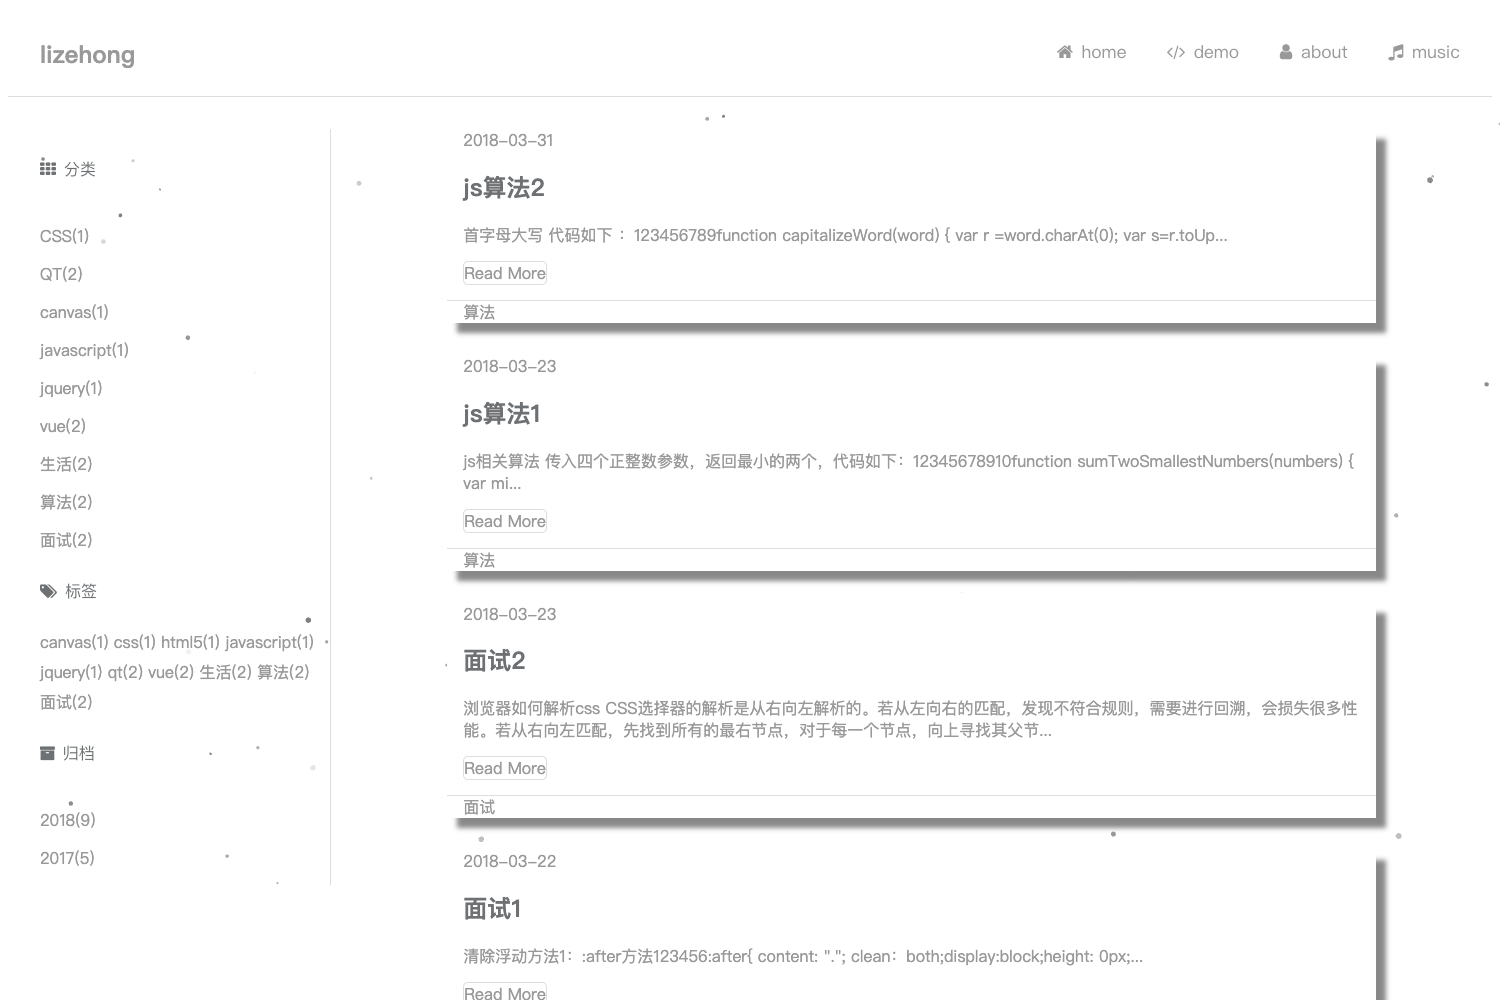 lizehong
home
demo
about
music
分类
CSS(1)
QT(2)
canvas(1)
javascript(1)
jquery(1)
vue(2)
生活(2)
算法(2)
面试(2)
标签
canvas(1) css(1) html5(1) javascript(1)
jquery(1) qt(2) vue(2) 生活(2) 算法(2)
面试(2)
归档
2018(9)
2017(5)
2018-03-31
js算法2
首字母大写 代码如下 ：123456789function capitalizeWord(word) { var r =word.charAt(0); var s=r.toUp...
Read More
算法
2018-03-23
js算法1
js相关算法 传入四个正整数参数，返回最小的两个，代码如下：12345678910function sumTwoSmallestNumbers(numbers) {
var mi...
Read More
算法
2018-03-23
面试2
浏览器如何解析css CSS选择器的解析是从右向左解析的。若从左向右的匹配，发现不符合规则，需要进行回溯，会损失很多性
能。若从右向左匹配，先找到所有的最右节点，对于每一个节点，向上寻找其父节...
Read More
面试
2018-03-22
面试1
清除浮动方法1：:after方法123456:after{ content: "."; clean：both;display:block;height: 0px;...
Read More